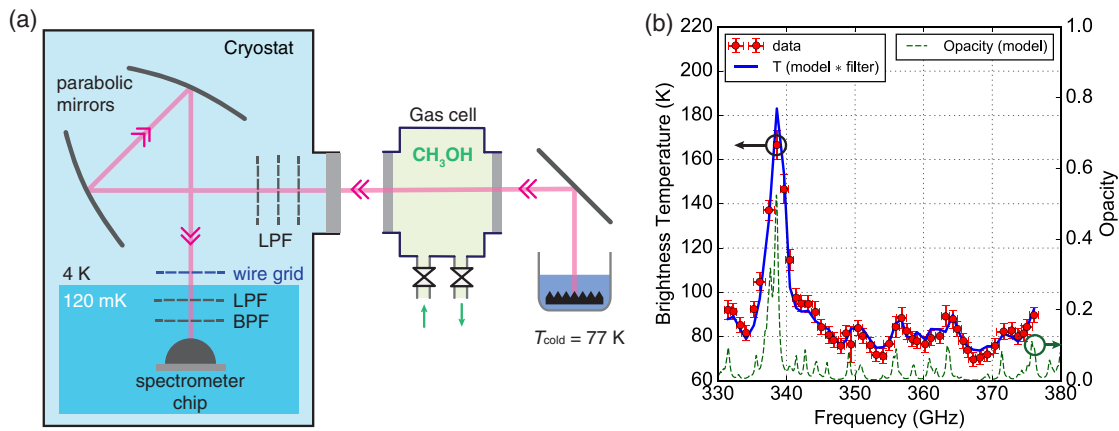 (a)
Cryostat
parabolic
mirrors
LPF
4 K
wire grid
120 mK
LPF
BPF
spectrometer
chip
Gas cell
CH₃OH
T_cold = 77 K
(b)
data
T (model ∗ filter)
Opacity (model)
Brightness Temperature (K)
220
200
180
160
140
120
100
80
60
1.0
0.8
0.6
0.4
0.2
0.0
Opacity
330 340 350 360 370 380
Frequency (GHz)